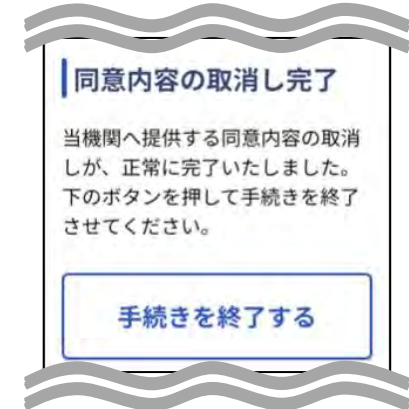 同意内容の取消し完了
当機関へ提供する同意内容の取消
しが、正常に完了いたしました。
下のボタンを押して手続きを終了
させてください。
手続きを終了する